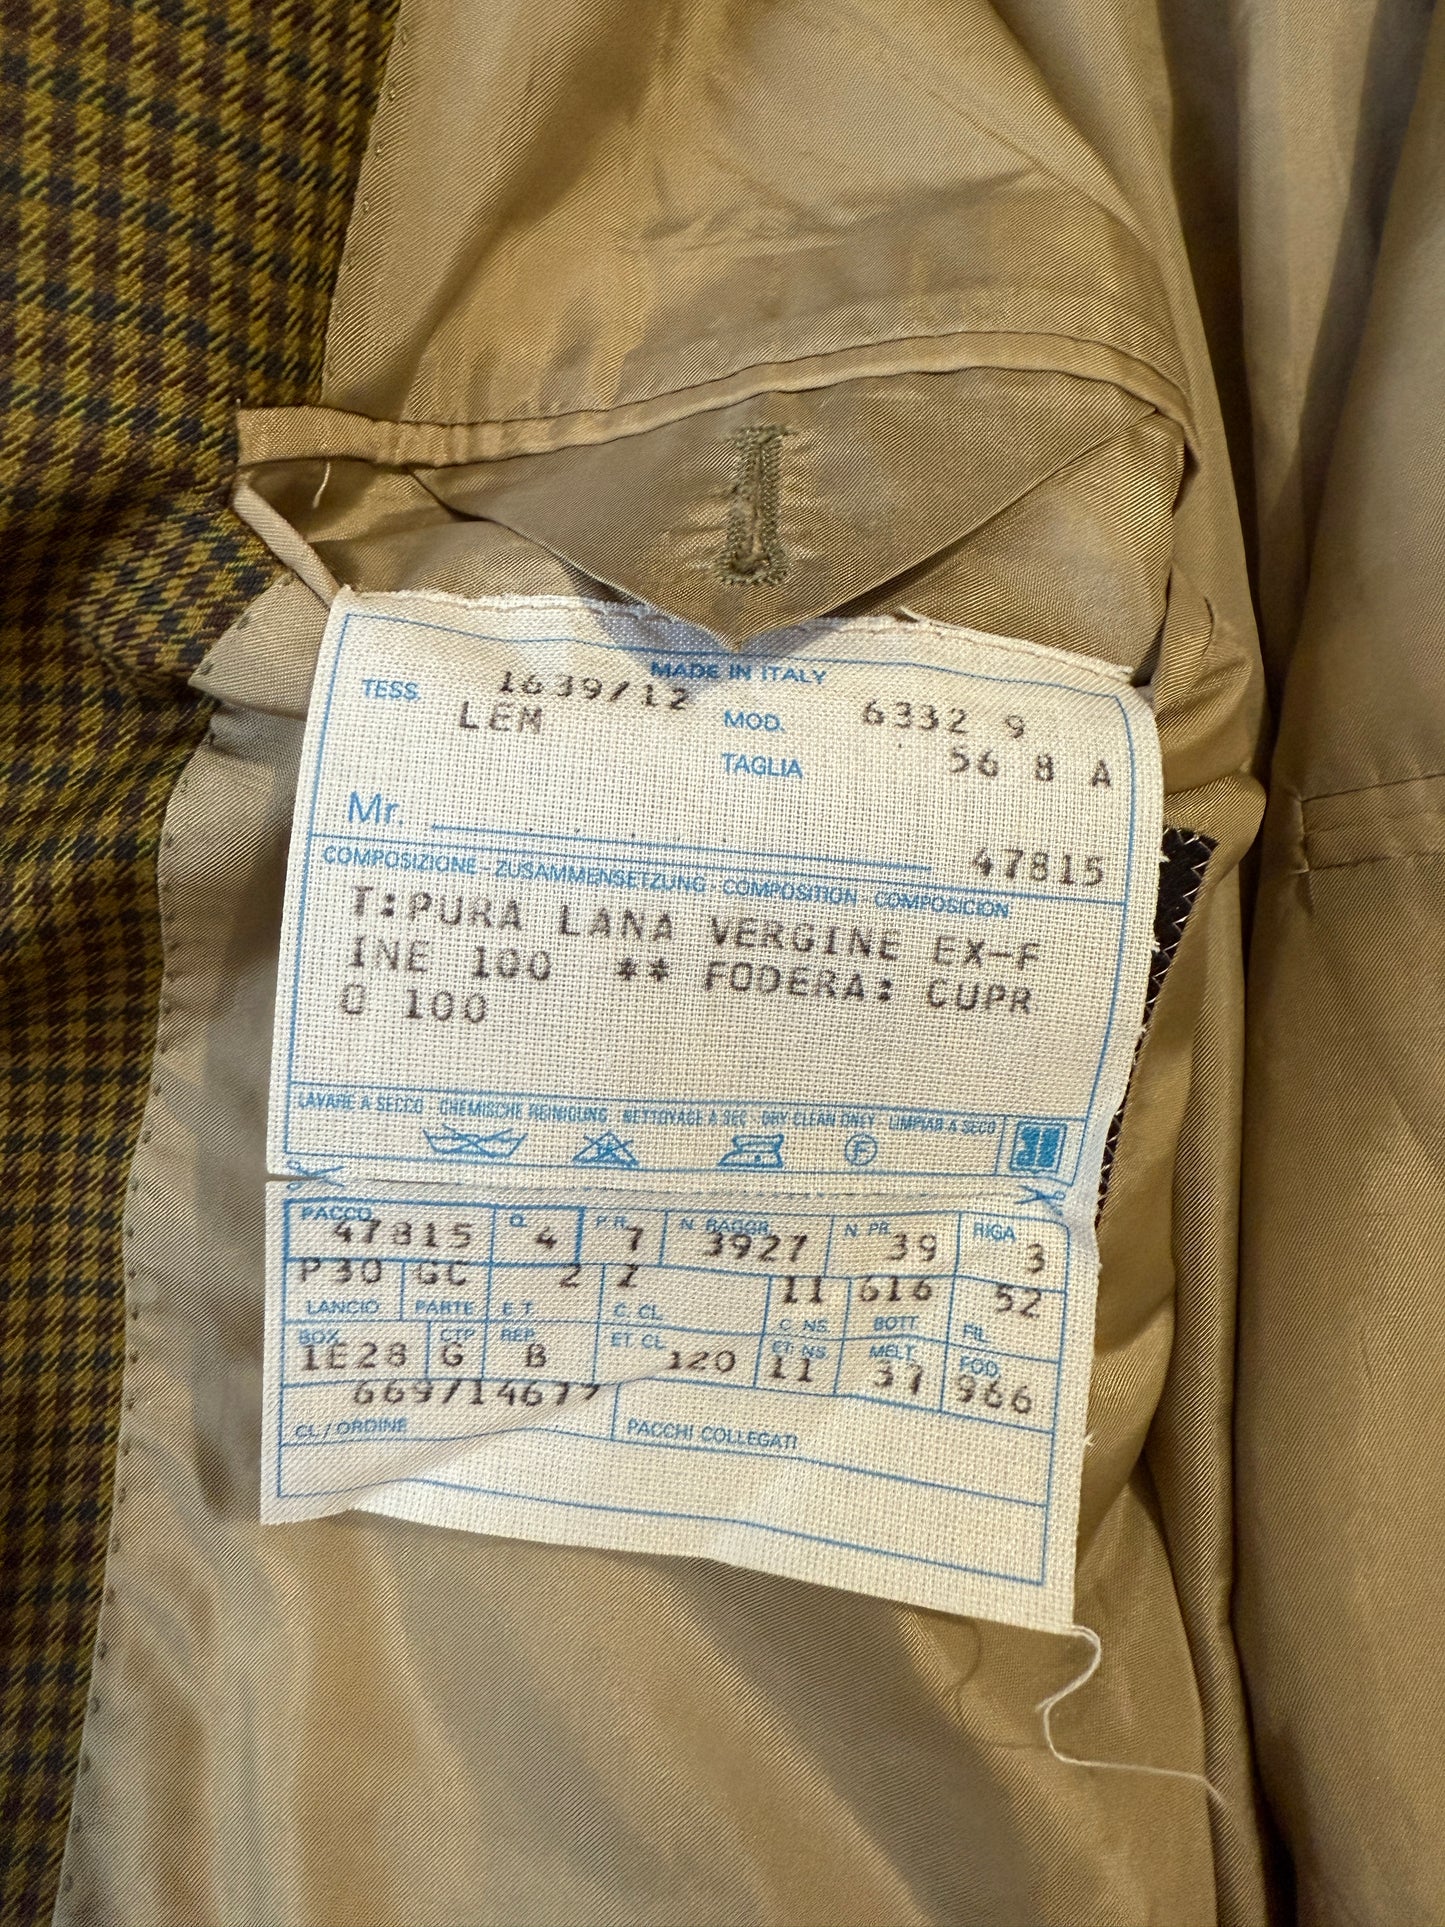 MADE IN ITALY
TESS. 1639/12 MOD. 6332 9
LEM TAGLIA 56 8 A
Mr.
47815
COMPOSIZIONE - ZUSAMMENSETZUNG - COMPOSITION - COMPOSICION
T:PURA LANA VERGINE EX-F
INE 100 ** FODERA: CUPR
O 100
LAVARE A SECCO - CHEMISCHE REINIGUNG - NETTOYAGE A SEC - DRY CLEAN ONLY - LIMPIAR A SECO
F
PACCO 47815 Q. 4 P.R. 7 N. RAGGR. 3927 N. PR. 39 RIGA 3
P30 GC 2 11 616 52
LANCIO PARTE E.T. C. CL. C. NS. BOTT. FIL.
BOX 1E28 CTP G REP. B ET. CL. 120 ET. NS. 11 MELT. 37 FOD. 966
669/14677
CL./ORDINE PACCHI COLLEGATI